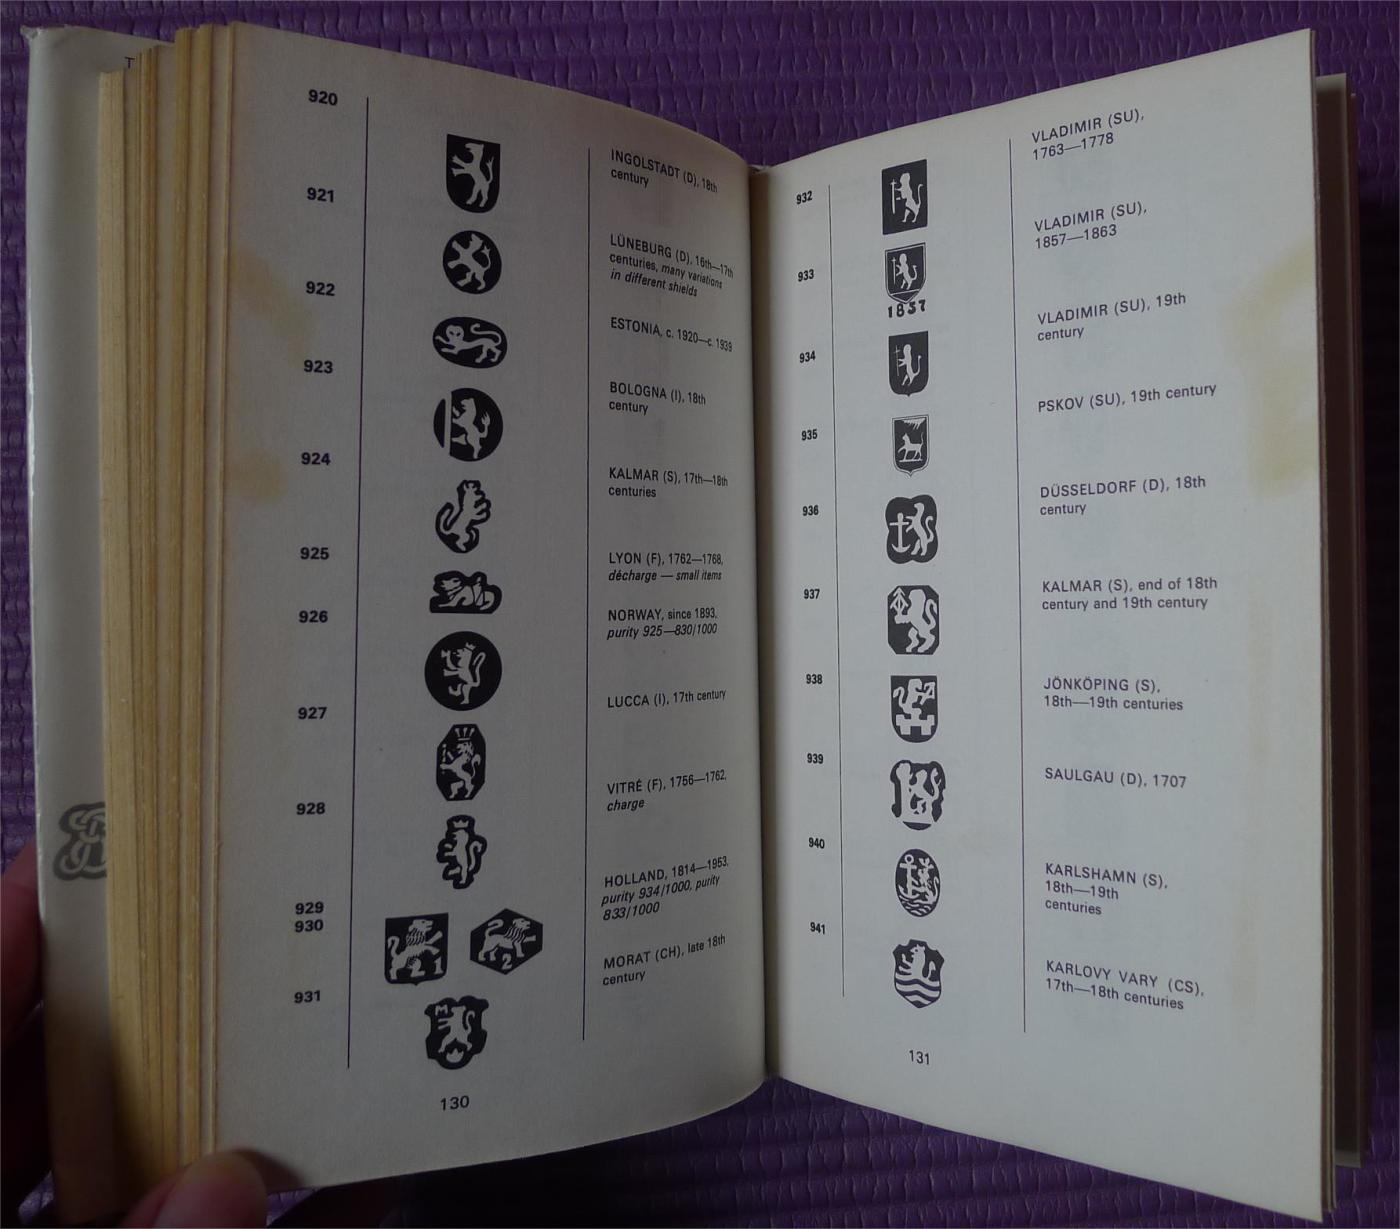 T
920
INGOLSTADT (D), 18th
century
921
LÜNEBURG (D), 16th—17th
centuries, many variations
in different shields
922
ESTONIA, c. 1920—c. 1939
923
BOLOGNA (I), 18th
century
924
KALMAR (S), 17th—18th
centuries
925
LYON (F), 1762—1768,
décharge — small items
926
NORWAY, since 1893,
purity 925—830/1000
927
LUCCA (I), 17th century
928
VITRÉ (F), 1756—1762,
charge
929
930
2 1
2
HOLLAND, 1814—1953,
purity 934/1000, purity
833/1000
931
M
MORAT (CH), late 18th
century
130
932
VLADIMIR (SU),
1763—1778
933
1857
VLADIMIR (SU),
1857—1863
934
VLADIMIR (SU), 19th
century
935
PSKOV (SU), 19th century
936
DÜSSELDORF (D), 18th
century
937
KALMAR (S), end of 18th
century and 19th century
938
JÖNKÖPING (S),
18th—19th centuries
939
SAULGAU (D), 1707
940
KARLSHAMN (S),
18th—19th
centuries
941
KARLOVY VARY (CS),
17th—18th centuries
131